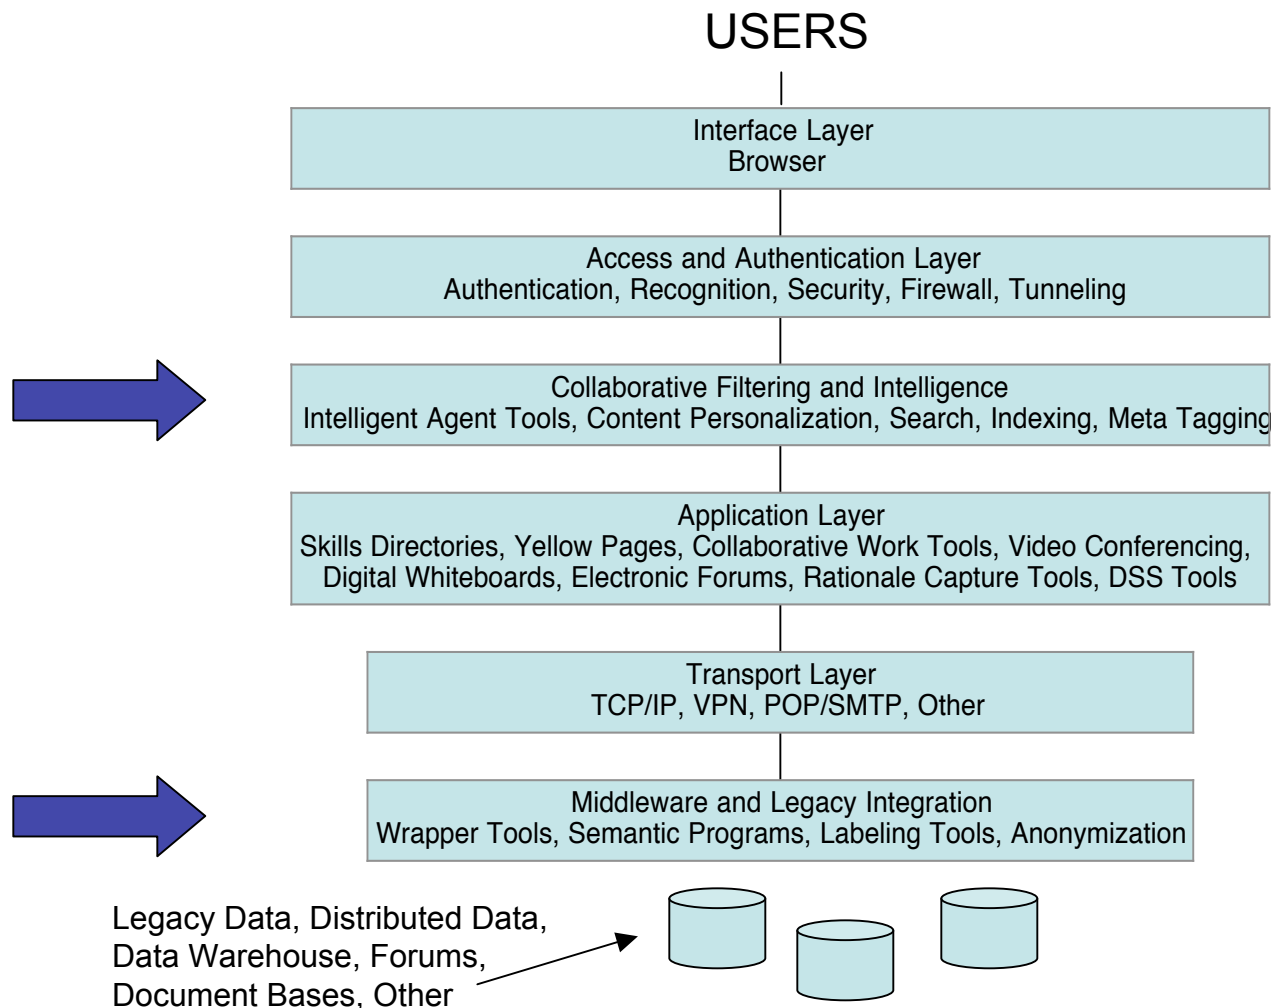 USERS
Interface Layer
Browser
Access and Authentication Layer
Authentication, Recognition, Security, Firewall, Tunneling
Collaborative Filtering and Intelligence
Intelligent Agent Tools, Content Personalization, Search, Indexing, Meta Tagging
Application Layer
Skills Directories, Yellow Pages, Collaborative Work Tools, Video Conferencing,
Digital Whiteboards, Electronic Forums, Rationale Capture Tools, DSS Tools
Transport Layer
TCP/IP, VPN, POP/SMTP, Other
Middleware and Legacy Integration
Wrapper Tools, Semantic Programs, Labeling Tools, Anonymization
Legacy Data, Distributed Data,
Data Warehouse, Forums,
Document Bases, Other